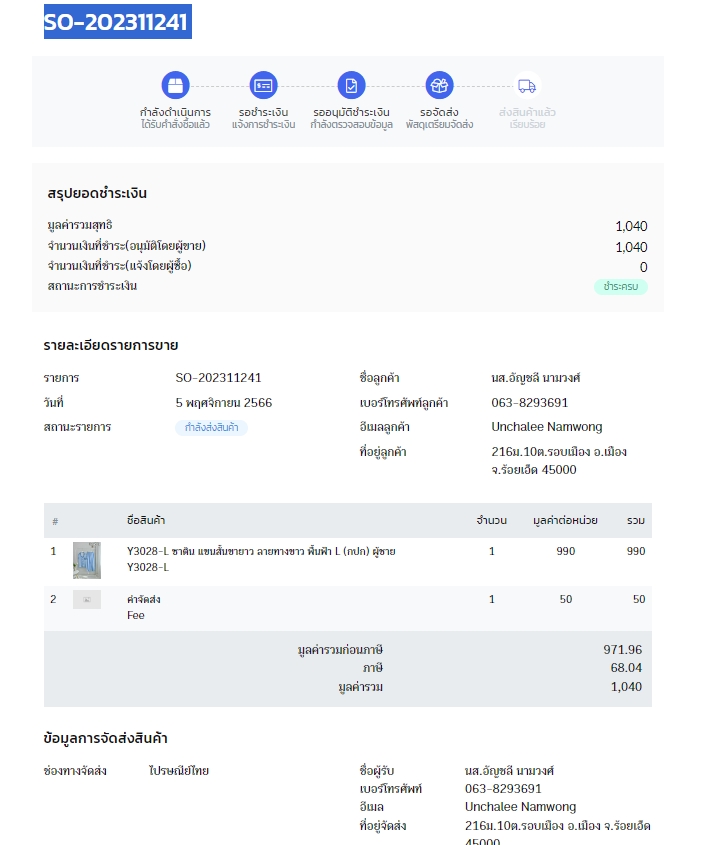 SO-202311241
กำลังดำเนินการ รอชำระเงิน รออนุมัติชำระเงิน รอจัดส่ง ส่งสินค้าแล้ว
ได้รับคำสั่งซื้อแล้ว แจ้งการชำระเงิน กำลังตรวจสอบข้อมูล พัสดุเตรียมจัดส่ง เรียบร้อย
สรุปยอดชำระเงิน
มูลค่ารวมสุทธิ 1,040
จำนวนเงินที่ชำระ(อนุมัติโดยผู้ขาย) 1,040
จำนวนเงินที่ชำระ(แจ้งโดยผู้ซื้อ) 0
สถานะการชำระเงิน ชำระครบ
รายละเอียดรายการขาย
รายการ SO-202311241 ชื่อลูกค้า นส.อัญชลี นามวงศ์
วันที่ 5 พฤศจิกายน 2566 เบอร์โทรศัพท์ลูกค้า 063-8293691
สถานะรายการ กำลังส่งสินค้า อีเมลลูกค้า Unchalee Namwong
ที่อยู่ลูกค้า 216ม.10ต.รอบเมือง อ.เมือง
จ.ร้อยเอ็ด 45000
# ชื่อสินค้า จำนวน มูลค่าต่อหน่วย รวม
1 Y3028-L ซาติน แขนสั้นขายาว ลายทางขาว พื้นฟ้า L (กปก) ผู้ชาย 1 990 990
Y3028-L
2 ค่าจัดส่ง 1 50 50
Fee
มูลค่ารวมก่อนภาษี 971.96
ภาษี 68.04
มูลค่ารวม 1,040
ข้อมูลการจัดส่งสินค้า
ช่องทางจัดส่ง ไปรษณีย์ไทย ชื่อผู้รับ นส.อัญชลี นามวงศ์
เบอร์โทรศัพท์ 063-8293691
อีเมล Unchalee Namwong
ที่อยู่จัดส่ง 216ม.10ต.รอบเมือง อ.เมือง จ.ร้อยเอ็ด
45000